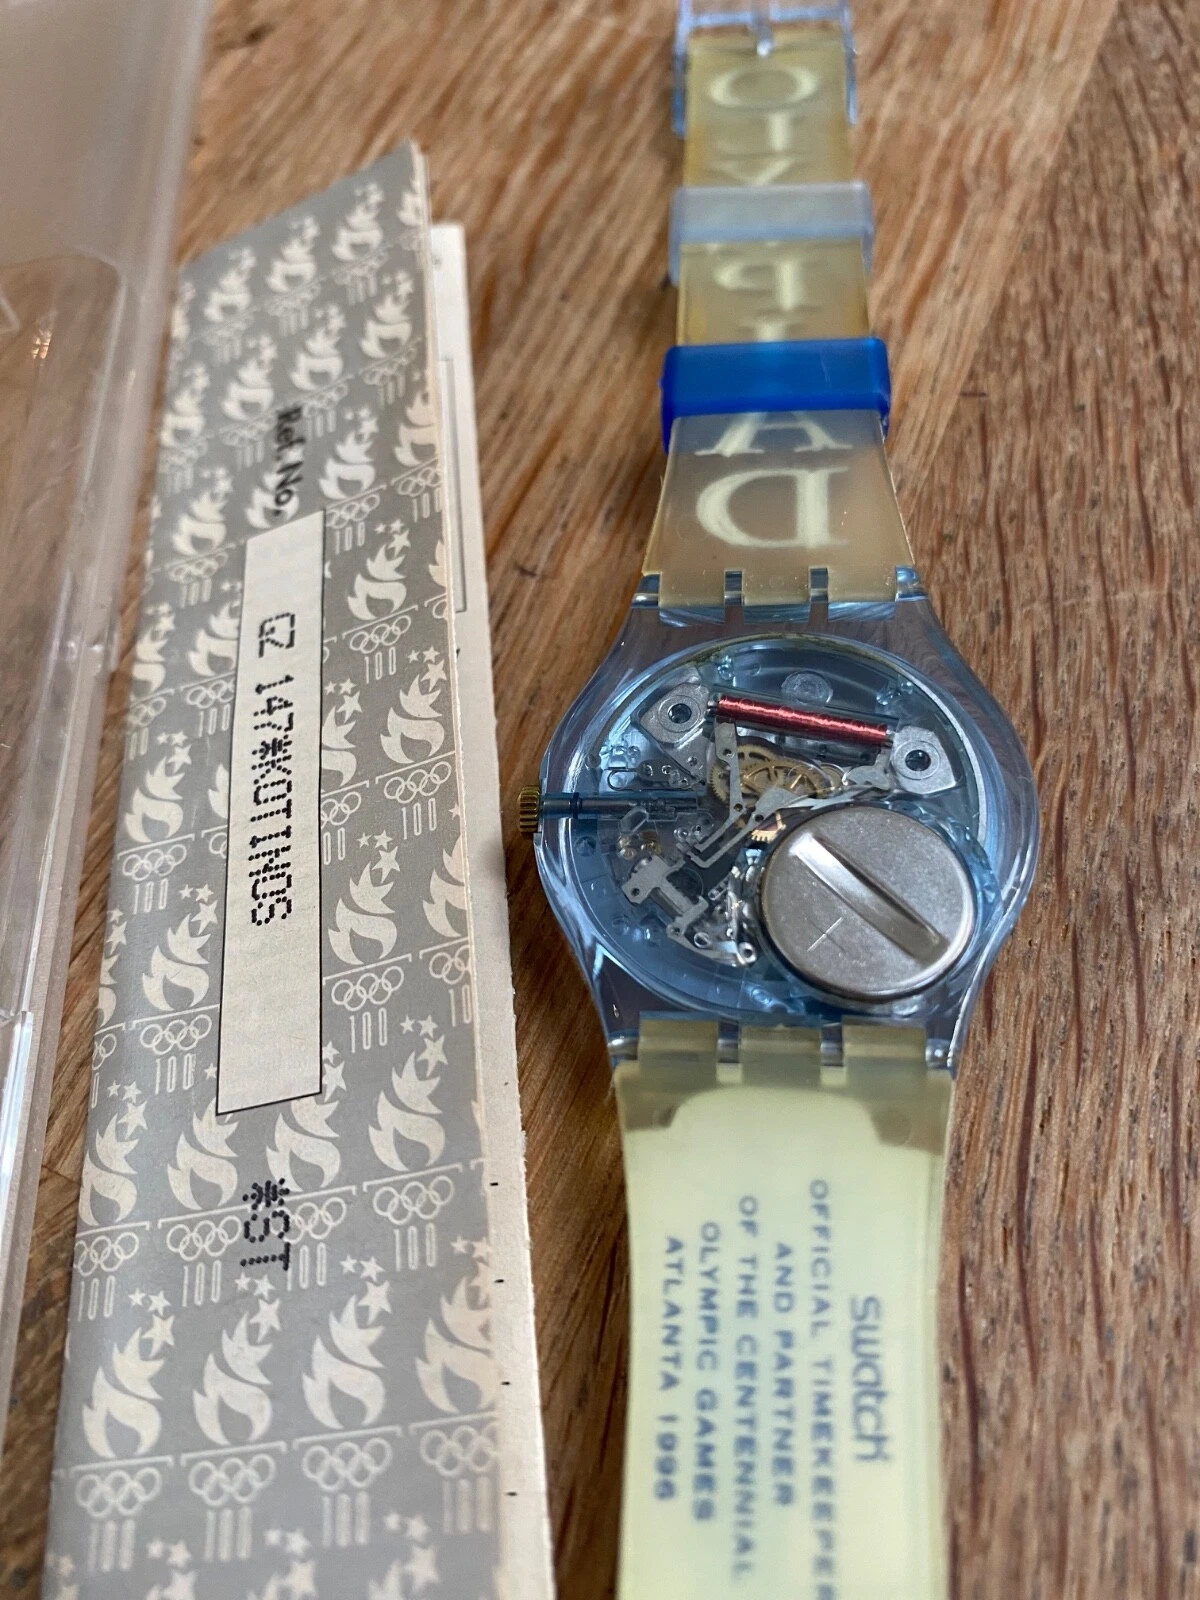 Ref. No.
GZ 147*KOTINOS
*ST
swatch
OFFICIAL TIMEKEEPER
AND PARTNER
OF THE CENTENNIAL
OLYMPIC GAMES
ATLANTA 1996